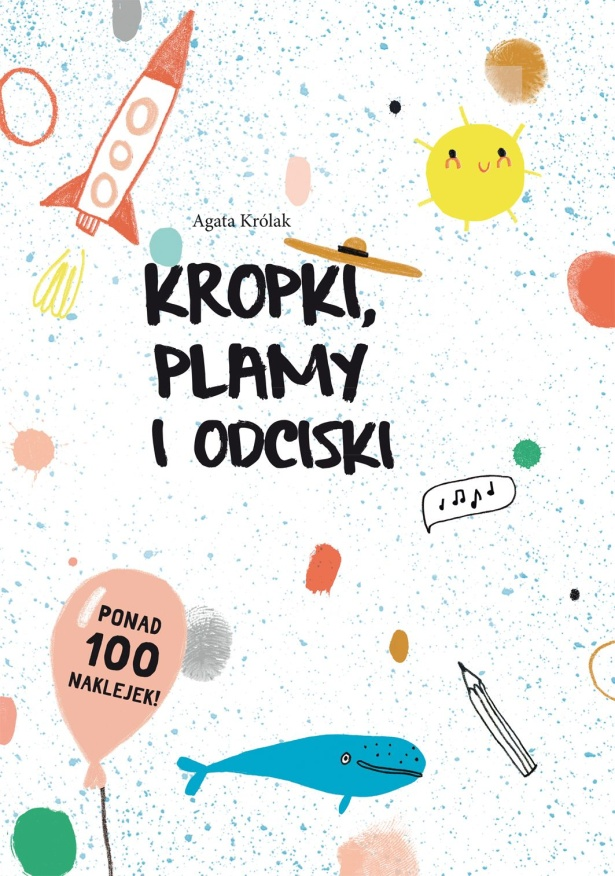 Agata Królak
KROPKI,
PLAMY
I ODCISKI
PONAD
100
NAKLEJEK!